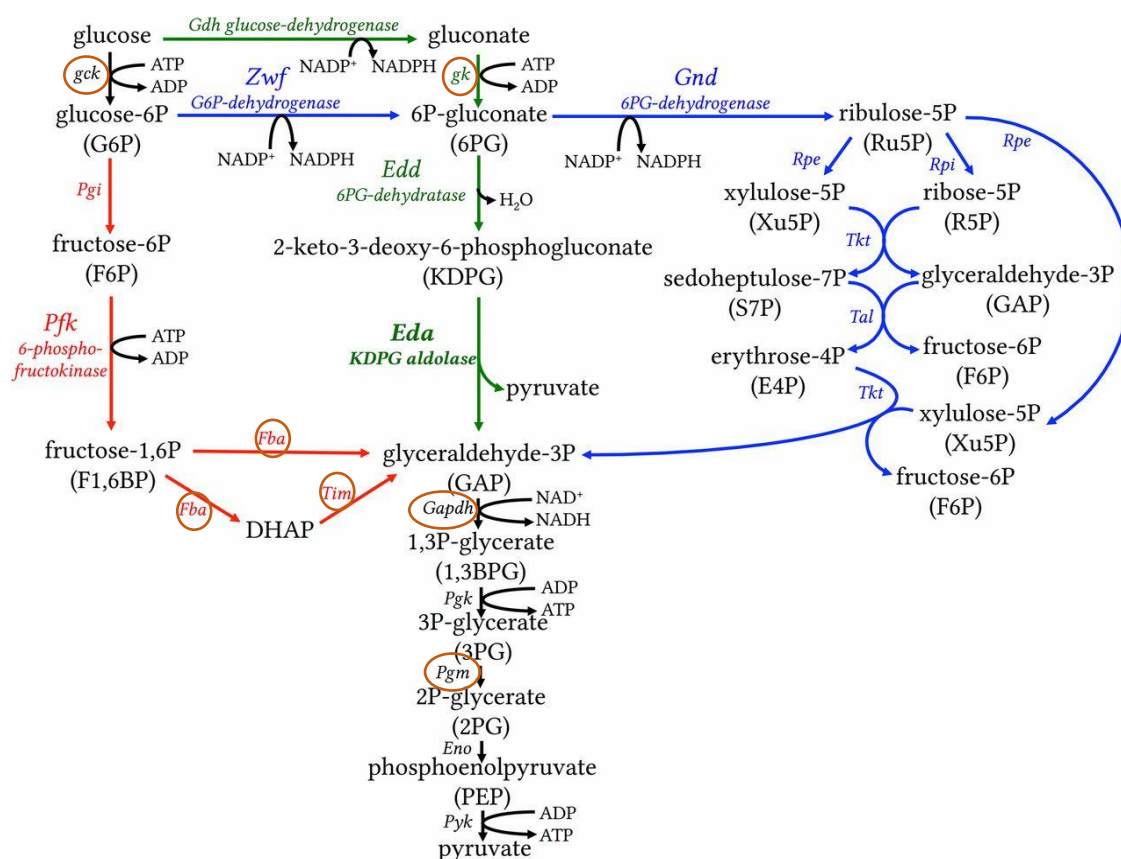 Gdh glucose-dehydrogenase
glucose
gluconate
NADP+ NADPH
gck
ATP
ADP
Zwf
G6P-dehydrogenase
gk
ATP
ADP
Gnd
6PG-dehydrogenase
glucose-6P
(G6P)
6P-gluconate
(6PG)
ribulose-5P
(Ru5P)
NADP+ NADPH
NADP+ NADPH
Rpe
Rpi
Rpe
Pgi
Edd
6PG-dehydratase
H2O
xylulose-5P
(Xu5P)
ribose-5P
(R5P)
fructose-6P
(F6P)
2-keto-3-deoxy-6-phosphogluconate
(KDPG)
Tkt
sedoheptulose-7P
(S7P)
glyceraldehyde-3P
(GAP)
Pfk
6-phospho-
fructokinase
ATP
ADP
Eda
KDPG aldolase
pyruvate
Tal
erythrose-4P
(E4P)
fructose-6P
(F6P)
Tkt
xylulose-5P
(Xu5P)
fructose-6P
(F6P)
fructose-1,6P
(F1,6BP)
Fba
glyceraldehyde-3P
(GAP)
Fba
Tim
DHAP
Gapdh
NAD+
NADH
1,3P-glycerate
(1,3BPG)
Pgk
ADP
ATP
3P-glycerate
(3PG)
Pgm
2P-glycerate
(2PG)
Eno
phosphoenolpyruvate
(PEP)
Pyk
ADP
ATP
pyruvate